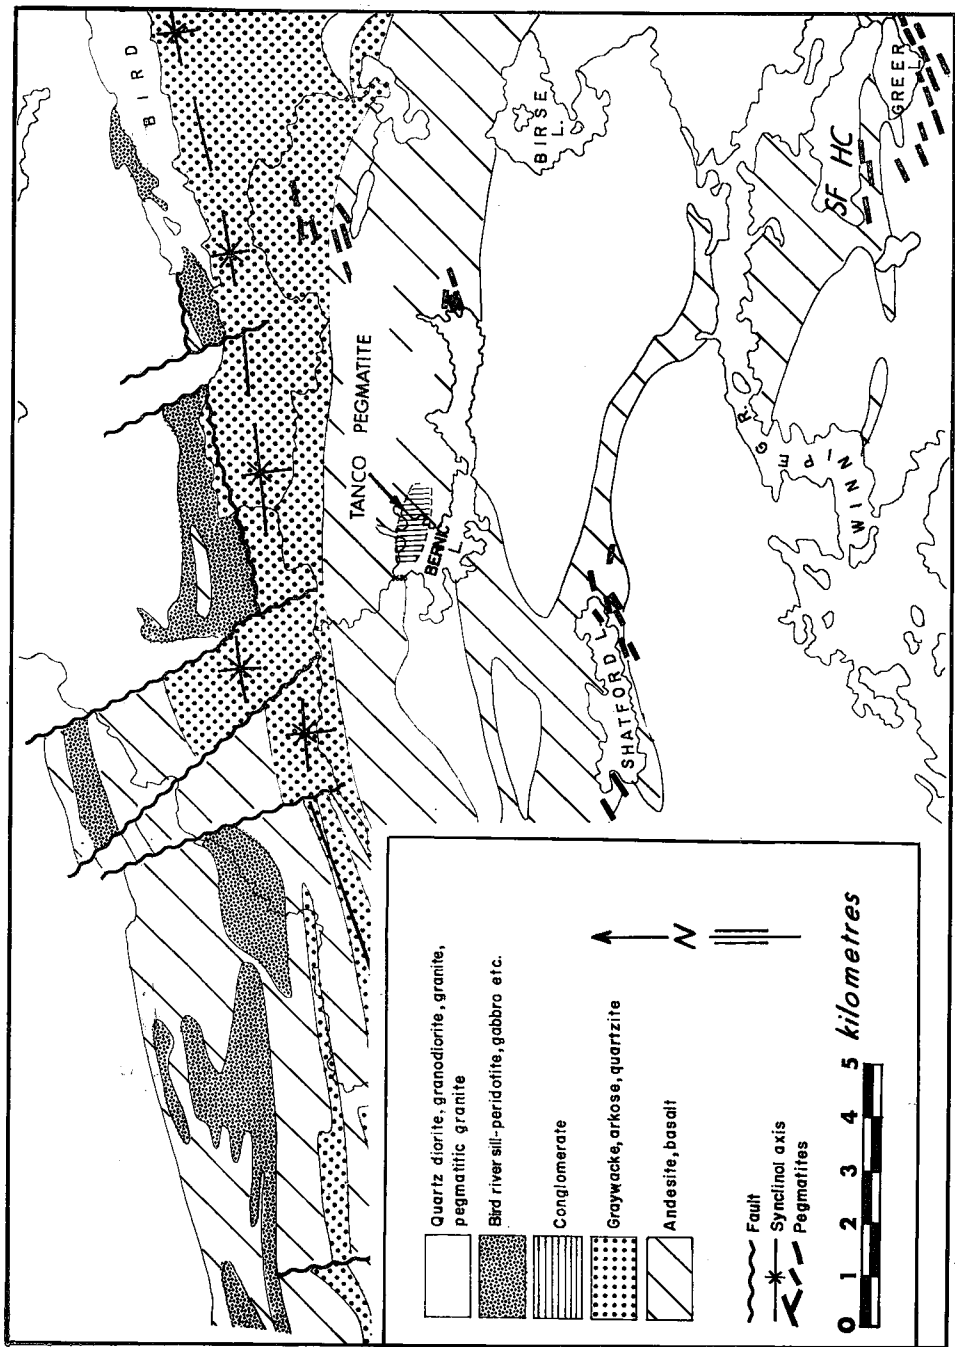 BIRD
BIRSE
L.
TANCO PEGMATITE
BERNIC
L.
SHATFORD L.
WINNIPEG R.
SF HC
GREER
L.
Quartz diorite, granodiorite, granite,
pegmatitic granite
Bird river sill-peridotite, gabbro etc.
Conglomerate
Graywacke, arkose, quartzite
Andesite, basalt
Fault
Synclinal axis
Pegmatites
N
0 1 2 3 4 5 kilometres